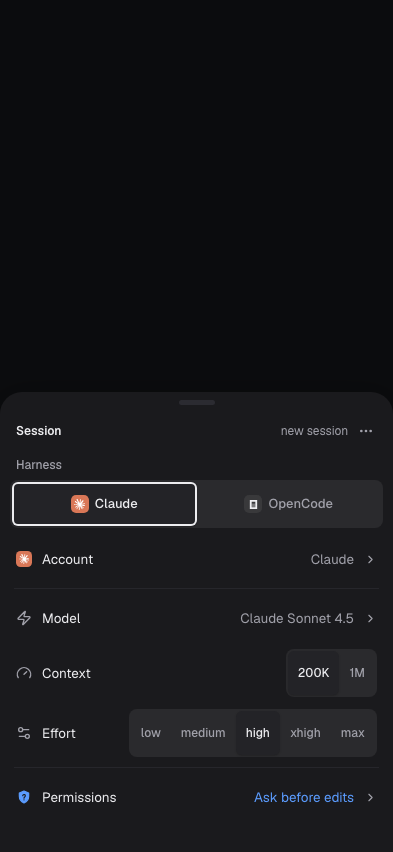 Session new session
Harness
Claude OpenCode
Account Claude
Model Claude Sonnet 4.5
Context 200K 1M
Effort low medium high xhigh max
Permissions Ask before edits